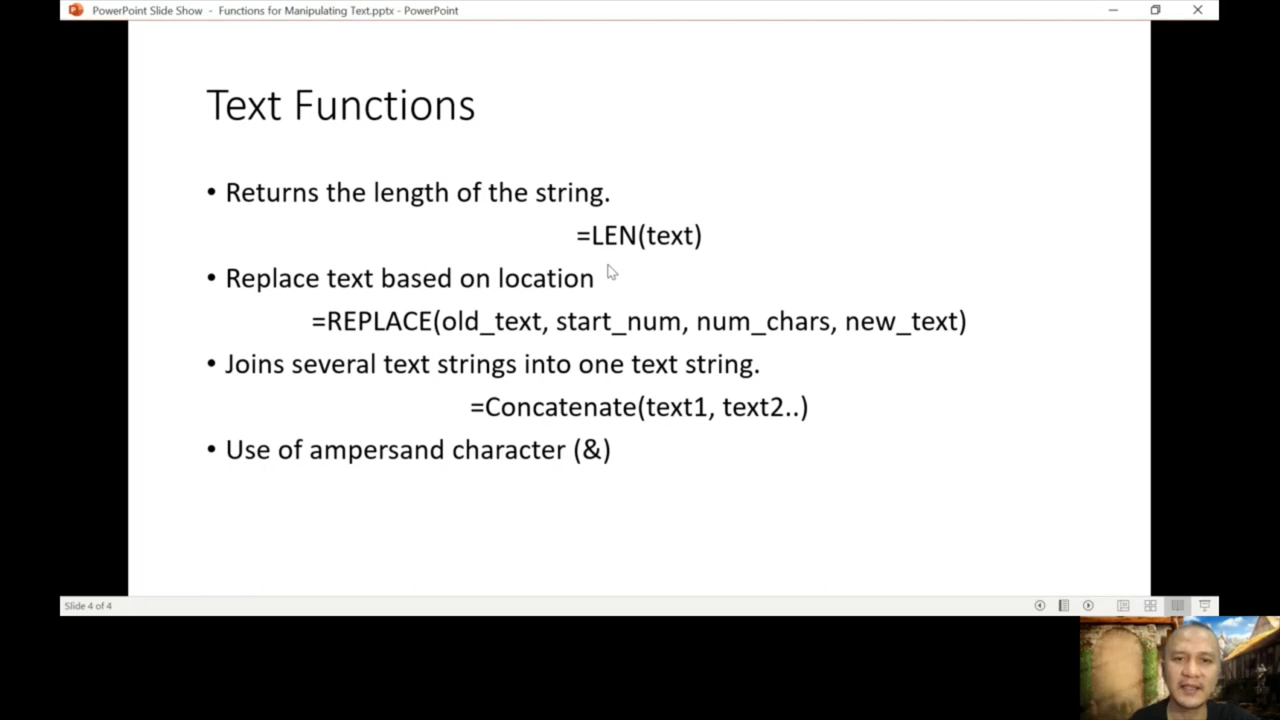 PowerPoint Slide Show - Functions for Manipulating Text.pptx - PowerPoint
Text Functions
• Returns the length of the string.
=LEN(text)
• Replace text based on location
=REPLACE(old_text, start_num, num_chars, new_text)
• Joins several text strings into one text string.
=Concatenate(text1, text2..)
• Use of ampersand character (&)
Slide 4 of 4